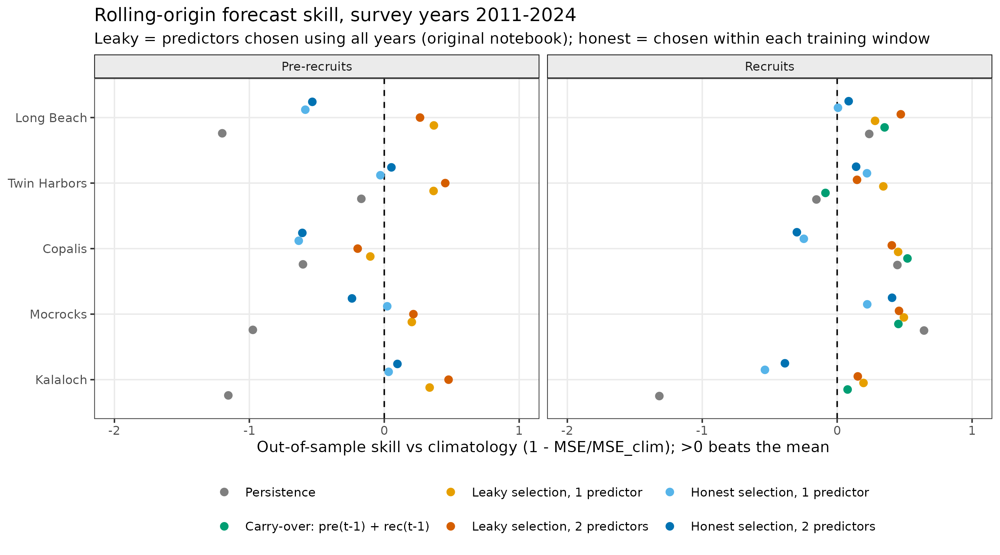 Rolling-origin forecast skill, survey years 2011-2024
Leaky = predictors chosen using all years (original notebook); honest = chosen within each training window
Pre-recruits
Recruits
Long Beach
Twin Harbors
Copalis
Mocrocks
Kalaloch
-2 -1 0 1
-2 -1 0 1
Out-of-sample skill vs climatology (1 - MSE/MSE_clim); >0 beats the mean
Persistence
Leaky selection, 1 predictor
Honest selection, 1 predictor
Carry-over: pre(t-1) + rec(t-1)
Leaky selection, 2 predictors
Honest selection, 2 predictors